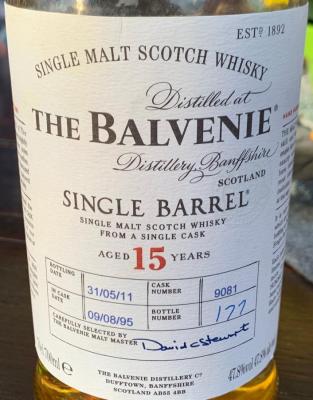 ESTD 1892
SINGLE MALT SCOTCH WHISKY
Distilled at
THE BALVENIE®
Distillery, Banffshire
SCOTLAND
SINGLE BARREL®
SINGLE MALT SCOTCH WHISKY
FROM A SINGLE CASK
AGED 15 YEARS
BOTTLING DATE
31/05/11
CASK NUMBER
9081
IN CASK DATE
09/08/95
BOTTLE NUMBER
177
CAREFULLY SELECTED BY
THE BALVENIE MALT MASTER
David C Stewart
700ml e
47.8%
THE BALVENIE DISTILLERY CO
DUFFTOWN, BANFFSHIRE
SCOTLAND AB55 4BB